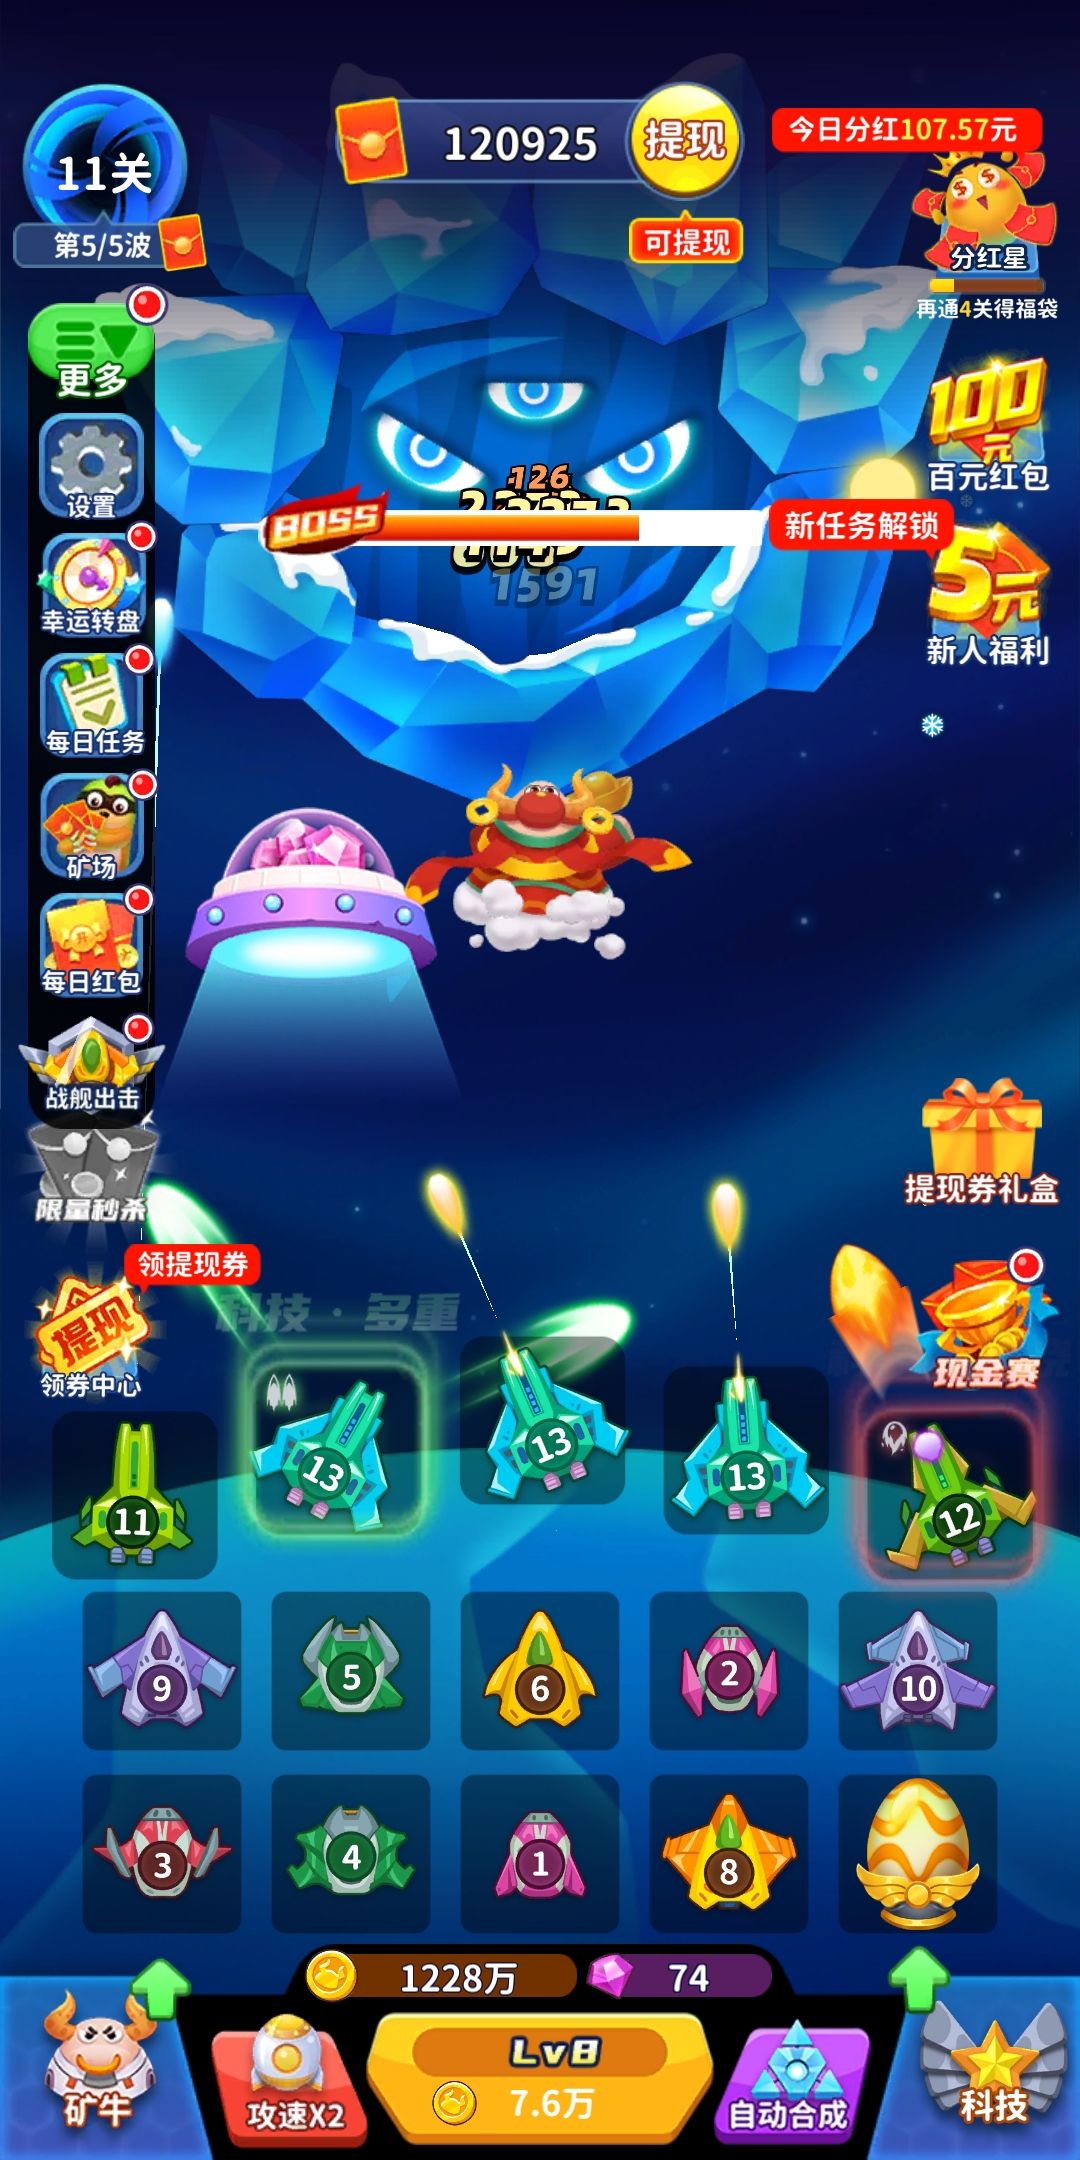 11关
第5/5波
120925
提现
可提现
今日分红107.57元
分红星
再通4关得福袋
更多
设置
幸运转盘
每日任务
矿场
每日红包
战舰出击
限量秒杀
领提现券
提现
领券中心
100
元
百元红包
新任务解锁
5元
新人福利
126
BOSS
1591
提现券礼盒
现金赛
科技·多重
11
13
13
13
12
9
5
6
2
10
3
4
1
8
1228万
74
矿牛
攻速X2
Lv8
7.6万
自动合成
科技